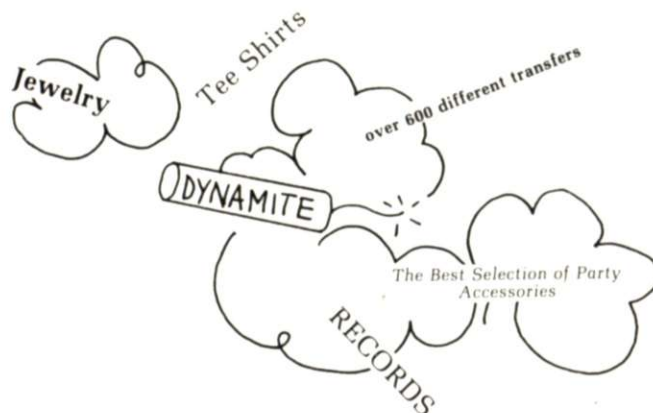 Jewelry
Tee Shirts
over 600 different transfers
DYNAMITE
The Best Selection of Party
Accessories
RECORDS